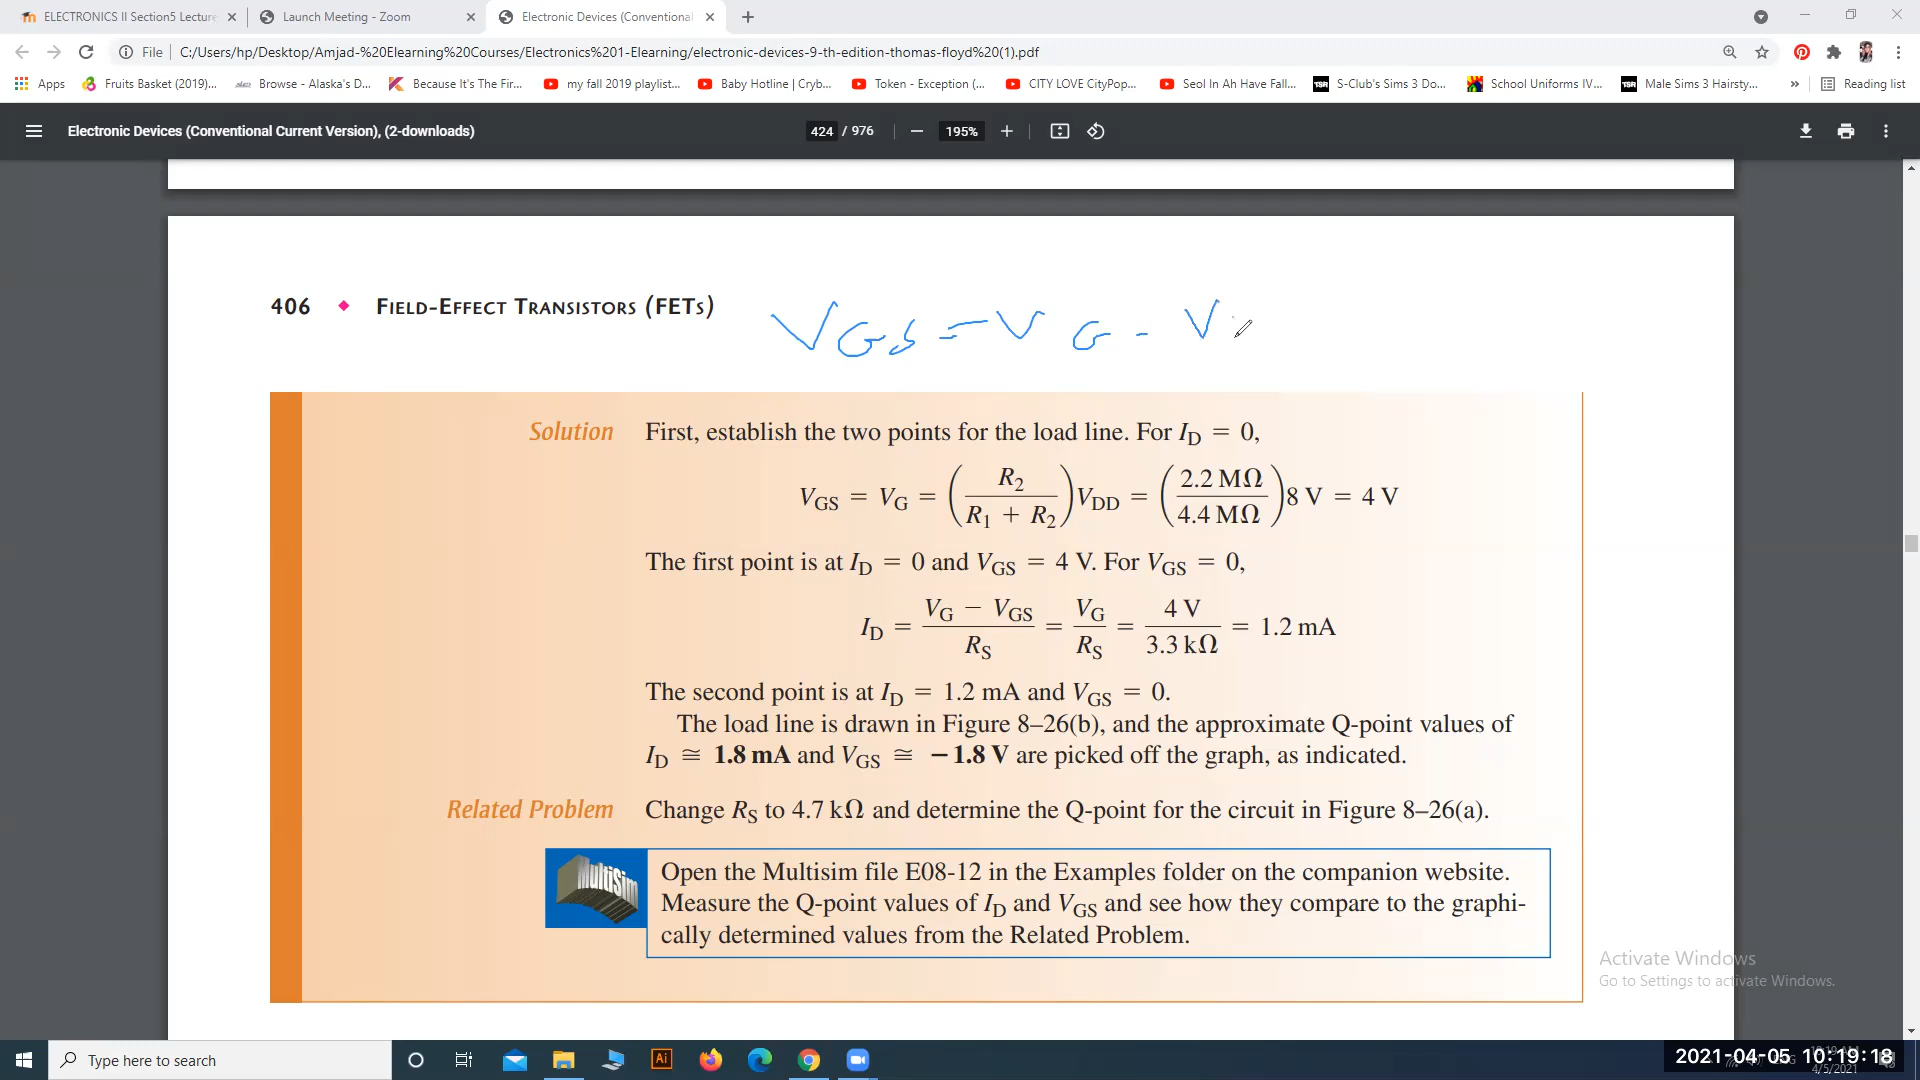 ELECTRONICS II Section5 Lecture
Launch Meeting - Zoom
Electronic Devices (Conventional
File
C:/Users/hp/Desktop/Amjad-%20Elearning%20Courses/Electronics%201-Elearning/electronic-devices-9-th-edition-thomas-floyd%20(1).pdf
Apps
Fruits Basket (2019)...
Browse - Alaska's D...
Because It's The Fir...
my fall 2019 playlist...
Baby Hotline | Cryb...
Token - Exception (...
CITY LOVE CityPop...
Seol In Ah Have Fall...
S-Club's Sims 3 Do...
School Uniforms IV...
Male Sims 3 Hairsty...
»
Reading list
Electronic Devices (Conventional Current Version), (2-downloads)
424 / 976
195%
406 ◆ FIELD-EFFECT TRANSISTORS (FETs)
VGS = VG - V
Solution First, establish the two points for the load line. For ID = 0,
VGS = VG = (R2 / (R1 + R2))VDD = (2.2 MΩ / 4.4 MΩ)8 V = 4 V
The first point is at ID = 0 and VGS = 4 V. For VGS = 0,
ID = (VG − VGS) / RS = VG / RS = 4 V / 3.3 kΩ = 1.2 mA
The second point is at ID = 1.2 mA and VGS = 0.
The load line is drawn in Figure 8–26(b), and the approximate Q-point values of
ID ≅ 1.8 mA and VGS ≅ −1.8 V are picked off the graph, as indicated.
Related Problem Change RS to 4.7 kΩ and determine the Q-point for the circuit in Figure 8–26(a).
MultiSim
Open the Multisim file E08-12 in the Examples folder on the companion website.
Measure the Q-point values of ID and VGS and see how they compare to the graphi-
cally determined values from the Related Problem.
Activate Windows
Go to Settings to activate Windows.
Type here to search
Ai
2021-04-05 10:19:18
4/5/2021